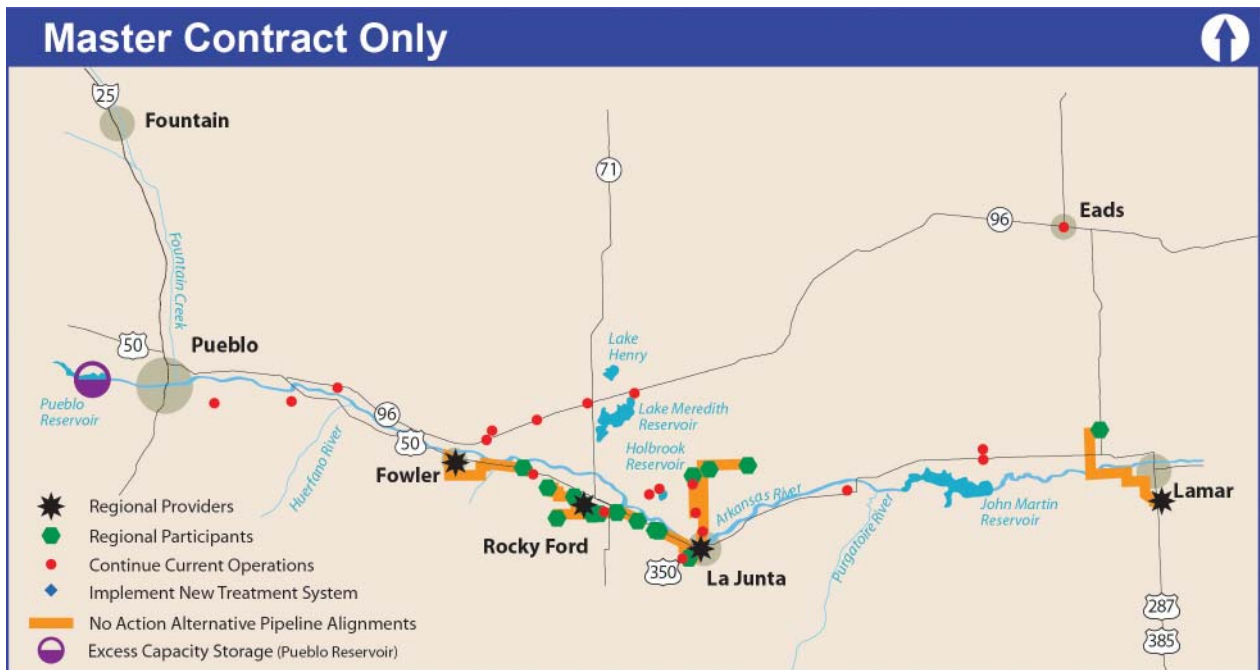 Master Contract Only
25
Fountain
71
96
Eads
Fountain Creek
50
Pueblo
Lake
Henry
Pueblo
Reservoir
96
Lake Meredith
Reservoir
50
Huerfano River
Holbrook
Reservoir
Fowler
Arkansas River
Purgatoire River
John Martin
Reservoir
Lamar
Rocky Ford
350
La Junta
287
385
Regional Providers
Regional Participants
Continue Current Operations
Implement New Treatment System
No Action Alternative Pipeline Alignments
Excess Capacity Storage (Pueblo Reservoir)